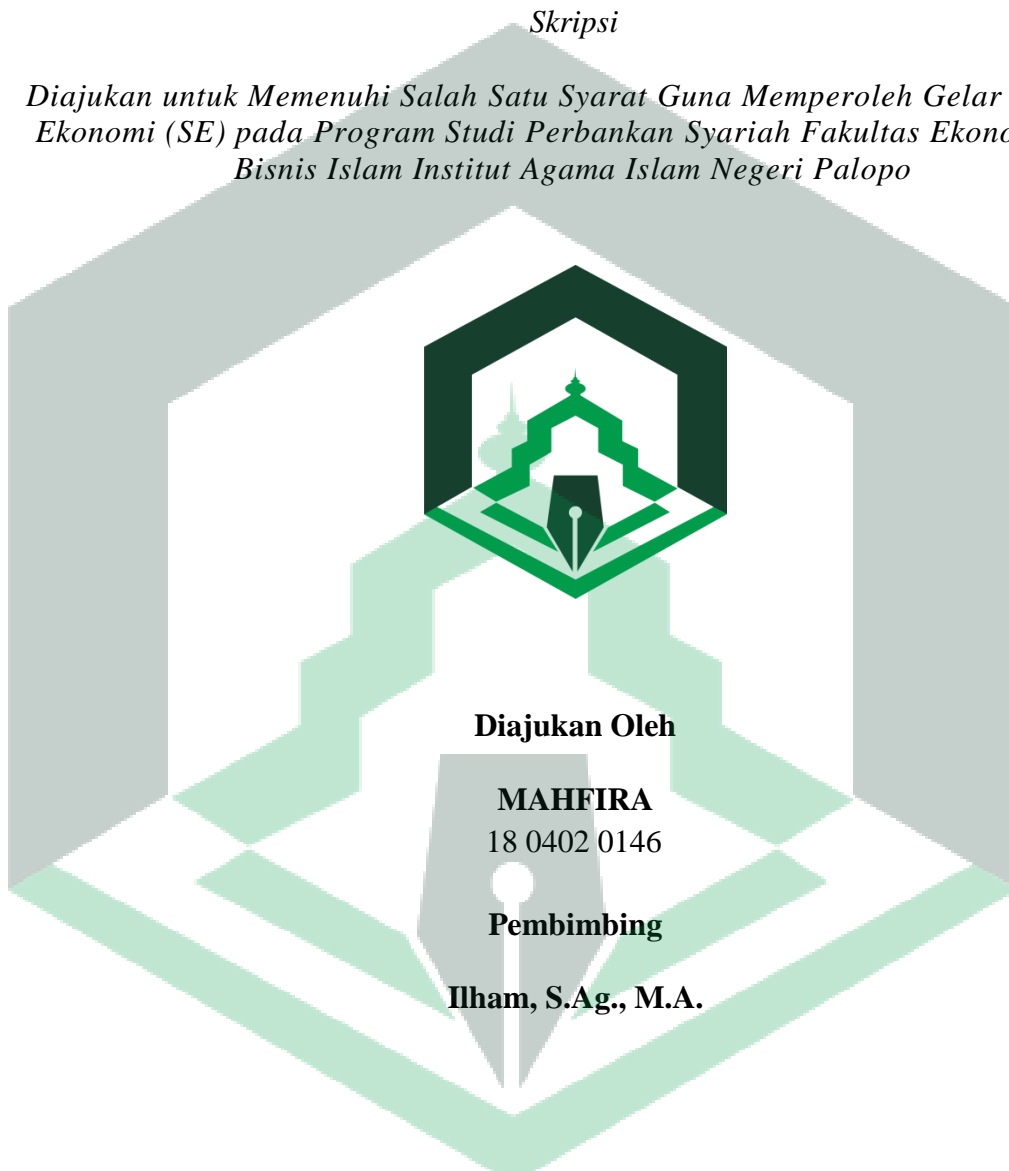 Skripsi
Diajukan untuk Memenuhi Salah Satu Syarat Guna Memperoleh Gelar
Ekonomi (SE) pada Program Studi Perbankan Syariah Fakultas Ekono
Bisnis Islam Institut Agama Islam Negeri Palopo
Diajukan Oleh
MAHFIRA
18 0402 0146
Pembimbing
Ilham, S.Ag., M.A.